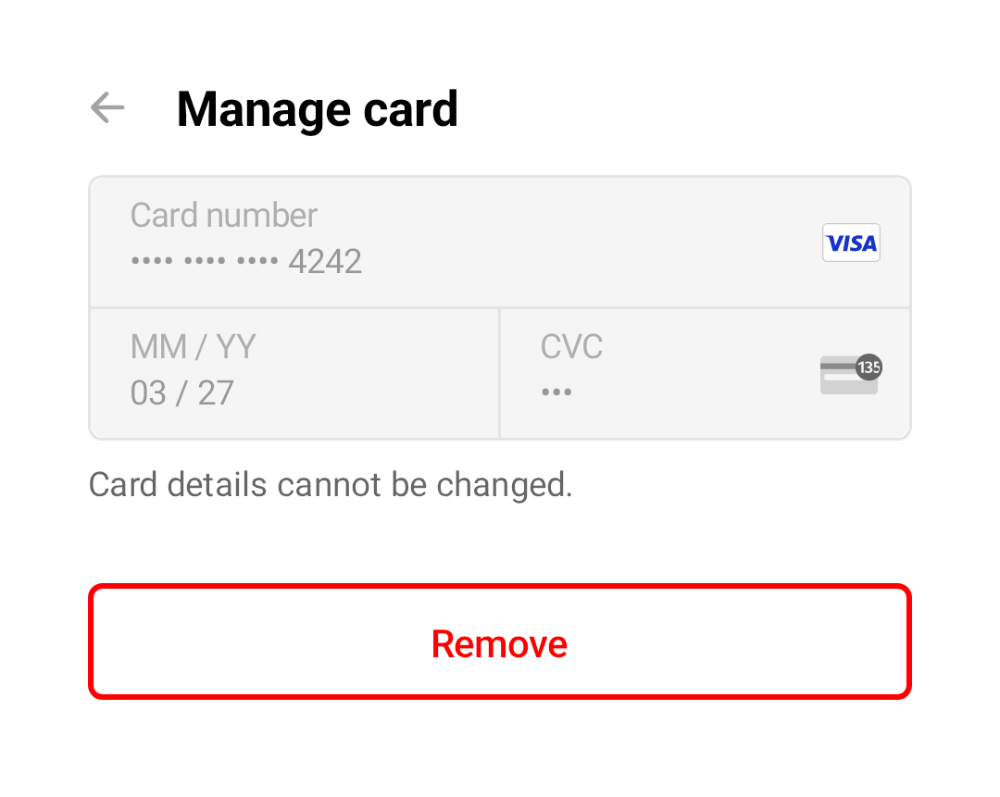 Manage card
Card number
•••• •••• •••• 4242
VISA
MM / YY
03 / 27
CVC
•••
135
Card details cannot be changed.
Remove